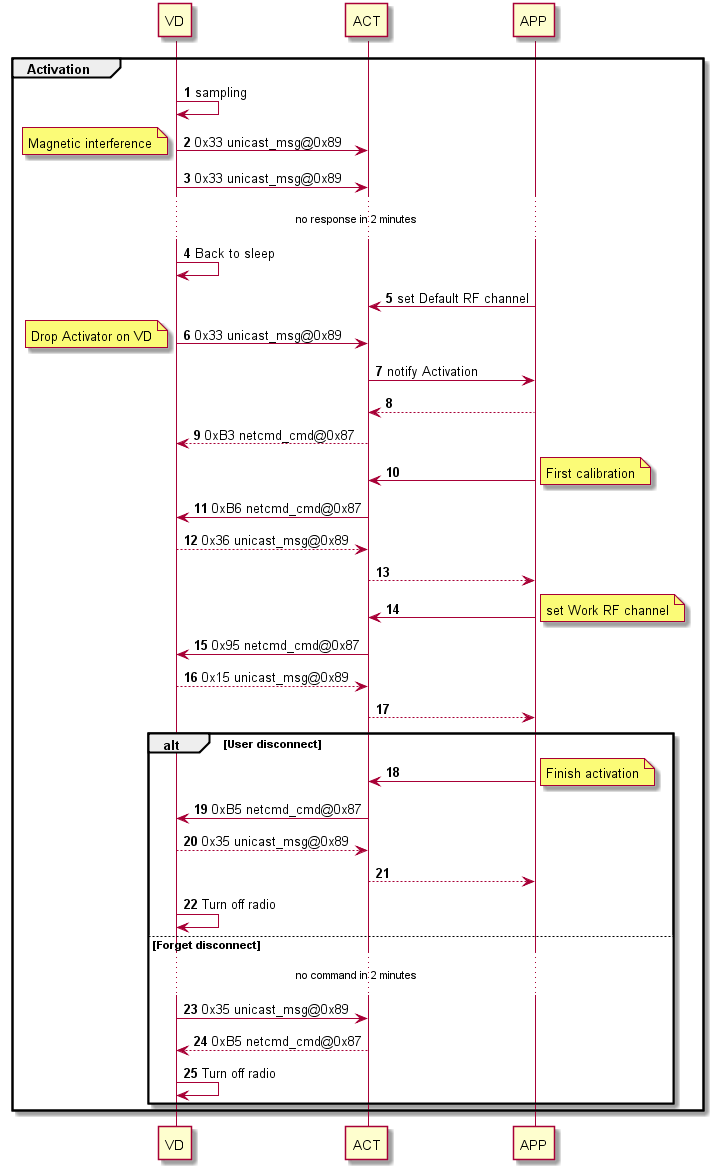 VD
ACT
APP
Activation
1 sampling
Magnetic interference
2 0x33 unicast_msg@0x89
3 0x33 unicast_msg@0x89
no response in 2 minutes
4 Back to sleep
5 set Default RF channel
Drop Activator on VD
6 0x33 unicast_msg@0x89
7 notify Activation
8
9 0xB3 netcmd_cmd@0x87
10
First calibration
11 0xB6 netcmd_cmd@0x87
12 0x36 unicast_msg@0x89
13
14
set Work RF channel
15 0x95 netcmd_cmd@0x87
16 0x15 unicast_msg@0x89
17
alt [User disconnect]
18
Finish activation
19 0xB5 netcmd_cmd@0x87
20 0x35 unicast_msg@0x89
21
22 Turn off radio
[Forget disconnect]
no command in 2 minutes
23 0x35 unicast_msg@0x89
24 0xB5 netcmd_cmd@0x87
25 Turn off radio
VD
ACT
APP